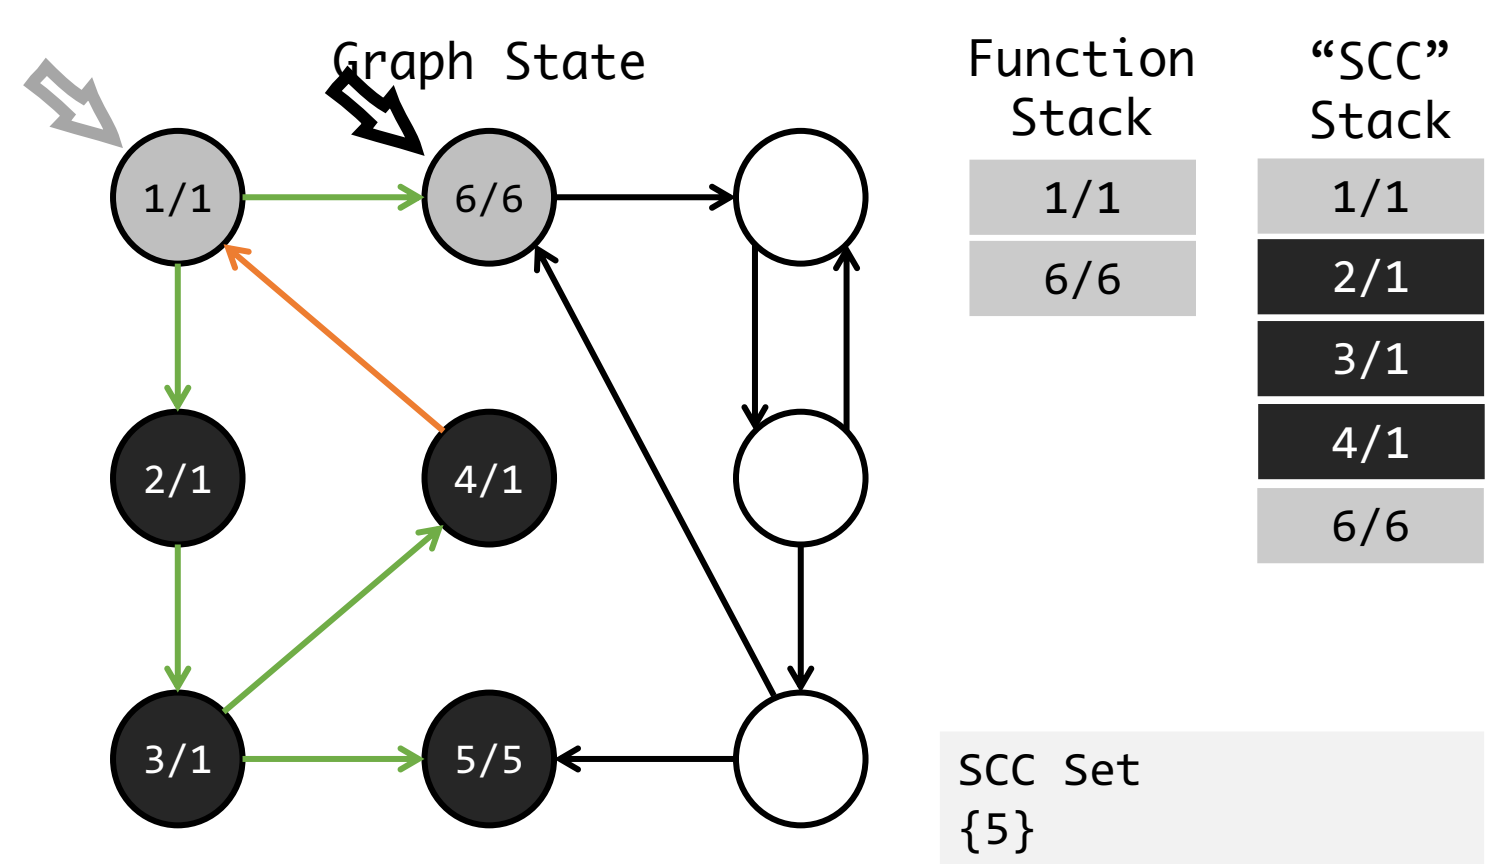 Graph State
Function
Stack
“SCC”
Stack
1/1
6/6
2/1
4/1
3/1
5/5
1/1
6/6
1/1
2/1
3/1
4/1
6/6
SCC Set
{5}